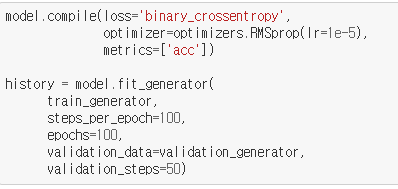 model.compile(loss='binary_crossentropy',
              optimizer=optimizers.RMSprop(lr=1e-5),
              metrics=['acc'])
history = model.fit_generator(
      train_generator,
      steps_per_epoch=100,
      epochs=100,
      validation_data=validation_generator,
      validation_steps=50)